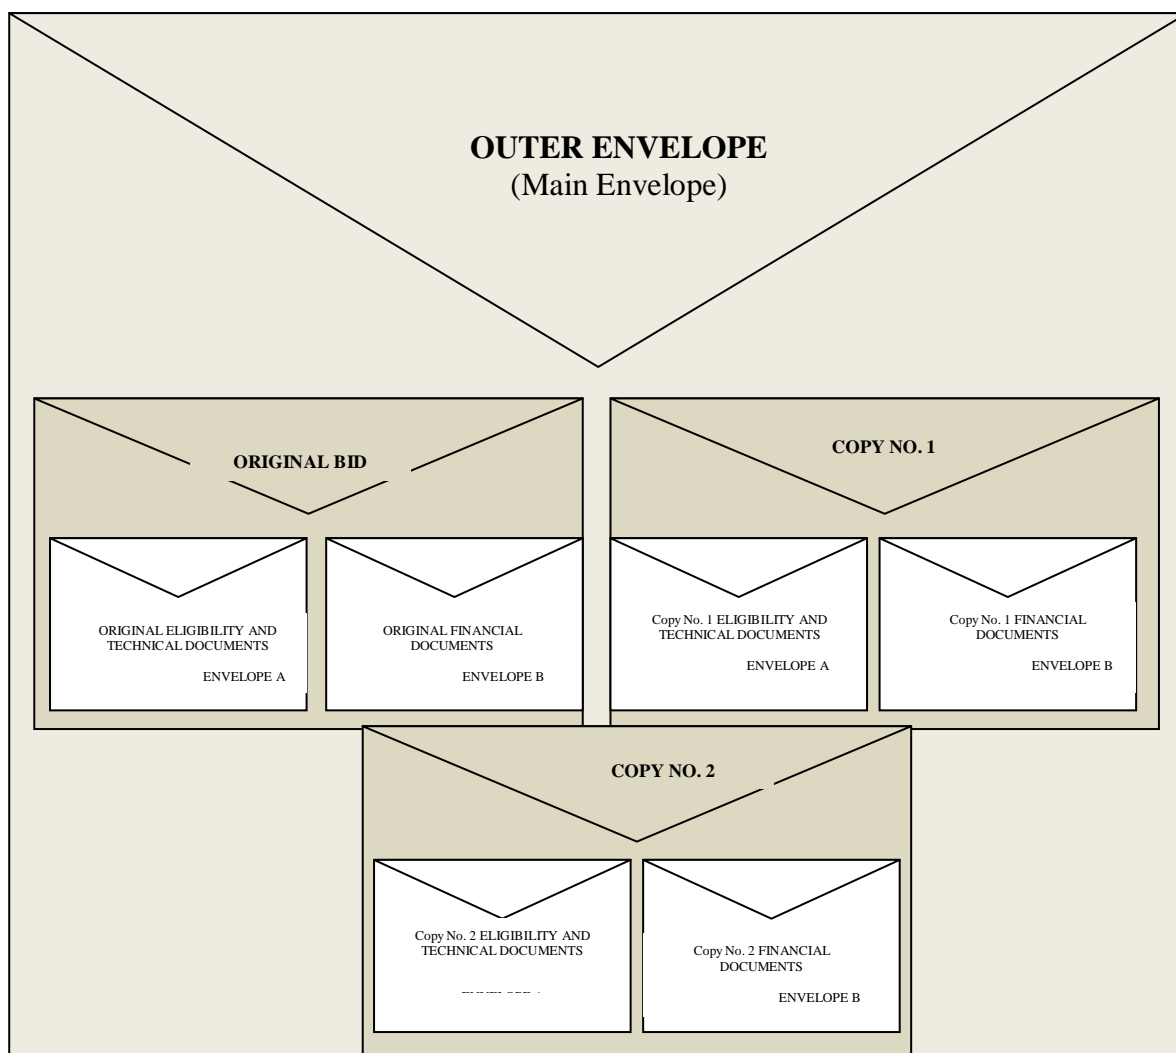 OUTER ENVELOPE
(Main Envelope)
ORIGINAL BID
COPY NO. 1
ORIGINAL ELIGIBILITY AND
TECHNICAL DOCUMENTS
ENVELOPE A
ORIGINAL FINANCIAL
DOCUMENTS
ENVELOPE B
Copy No. 1 ELIGIBILITY AND
TECHNICAL DOCUMENTS
ENVELOPE A
Copy No. 1 FINANCIAL
DOCUMENTS
ENVELOPE B
COPY NO. 2
Copy No. 2 ELIGIBILITY AND
TECHNICAL DOCUMENTS
Copy No. 2 FINANCIAL
DOCUMENTS
ENVELOPE B